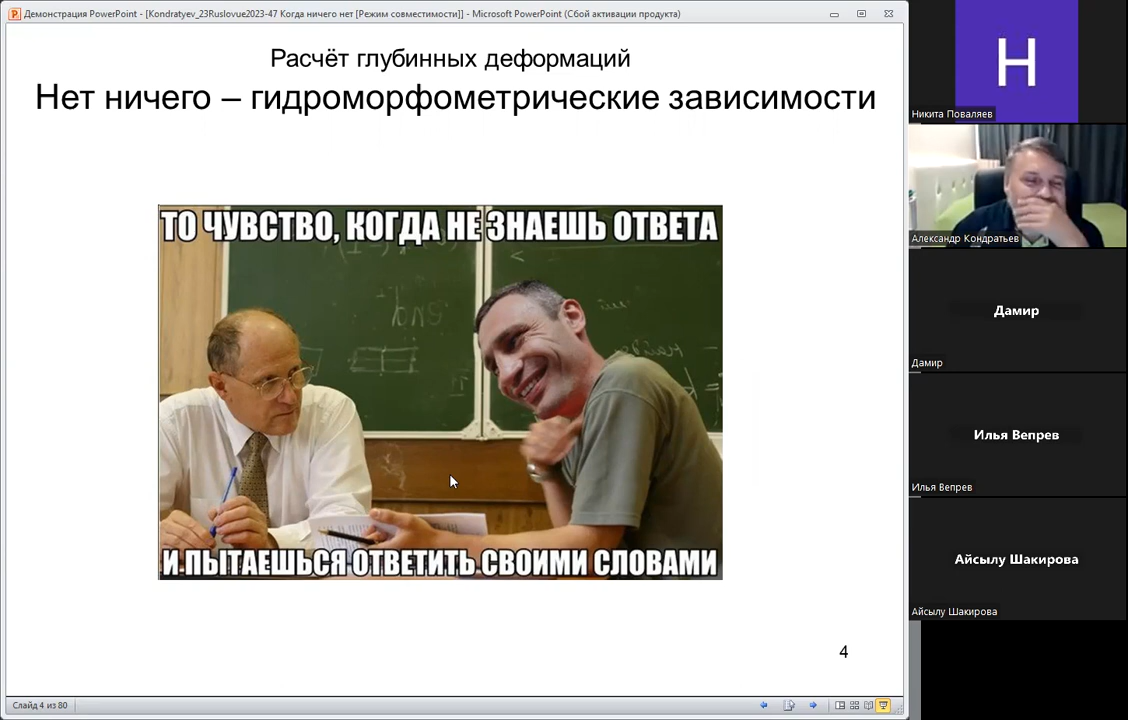 Демонстрация PowerPoint - [Kondratyev_23Ruslovue2023-47 Когда ничего нет [Режим совместимости]] - Microsoft PowerPoint (Сбой активации продукта)
Расчёт глубинных деформаций
Нет ничего – гидроморфометрические зависимости
ТО ЧУВСТВО, КОГДА НЕ ЗНАЕШЬ ОТВЕТА
И ПЫТАЕШЬСЯ ОТВЕТИТЬ СВОИМИ СЛОВАМИ
4
Слайд 4 из 80
Н
Никита Поваляев
Александр Кондратьев
Дамир
Дамир
Илья Вепрев
Илья Вепрев
Айсылу Шакирова
Айсылу Шакирова